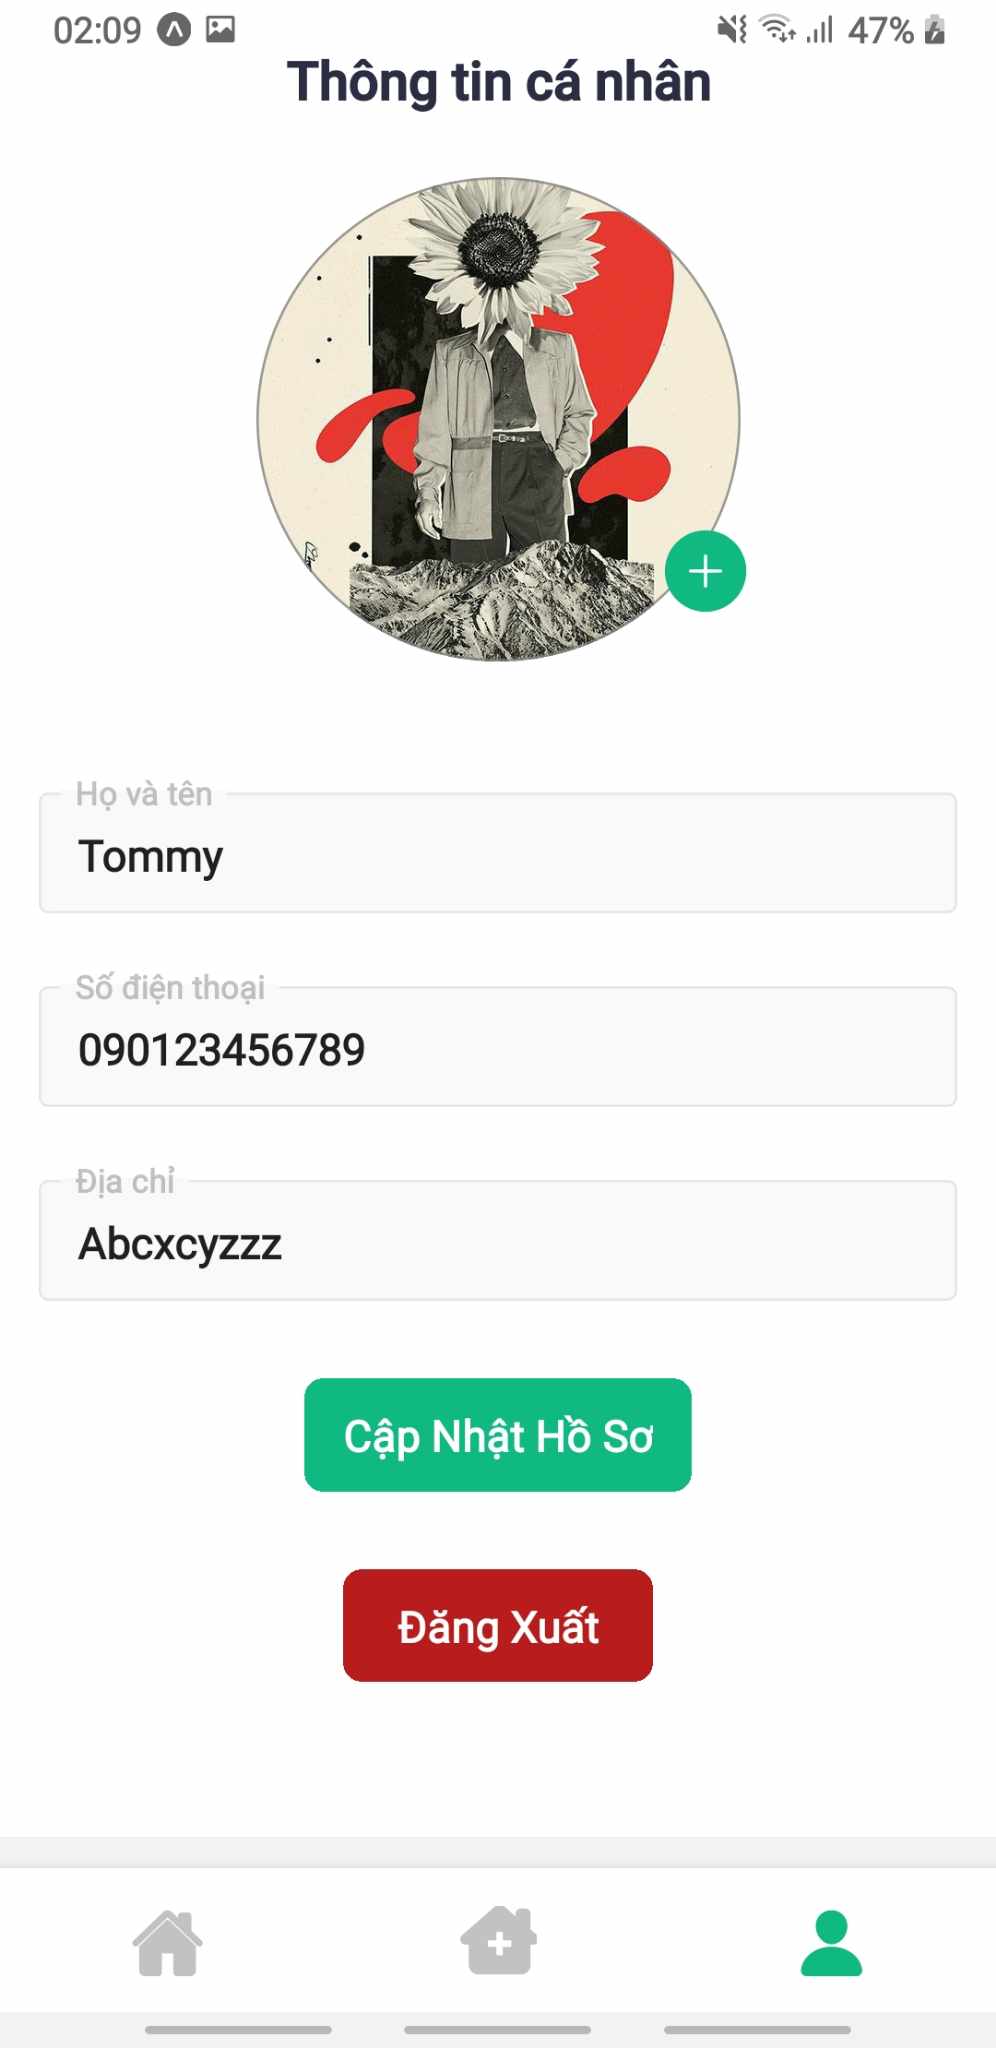 02:09 47%
Thông tin cá nhân
Họ và tên
Tommy
Số điện thoại
090123456789
Địa chỉ
Abcxcyzzz
Cập Nhật Hồ Sơ
Đăng Xuất